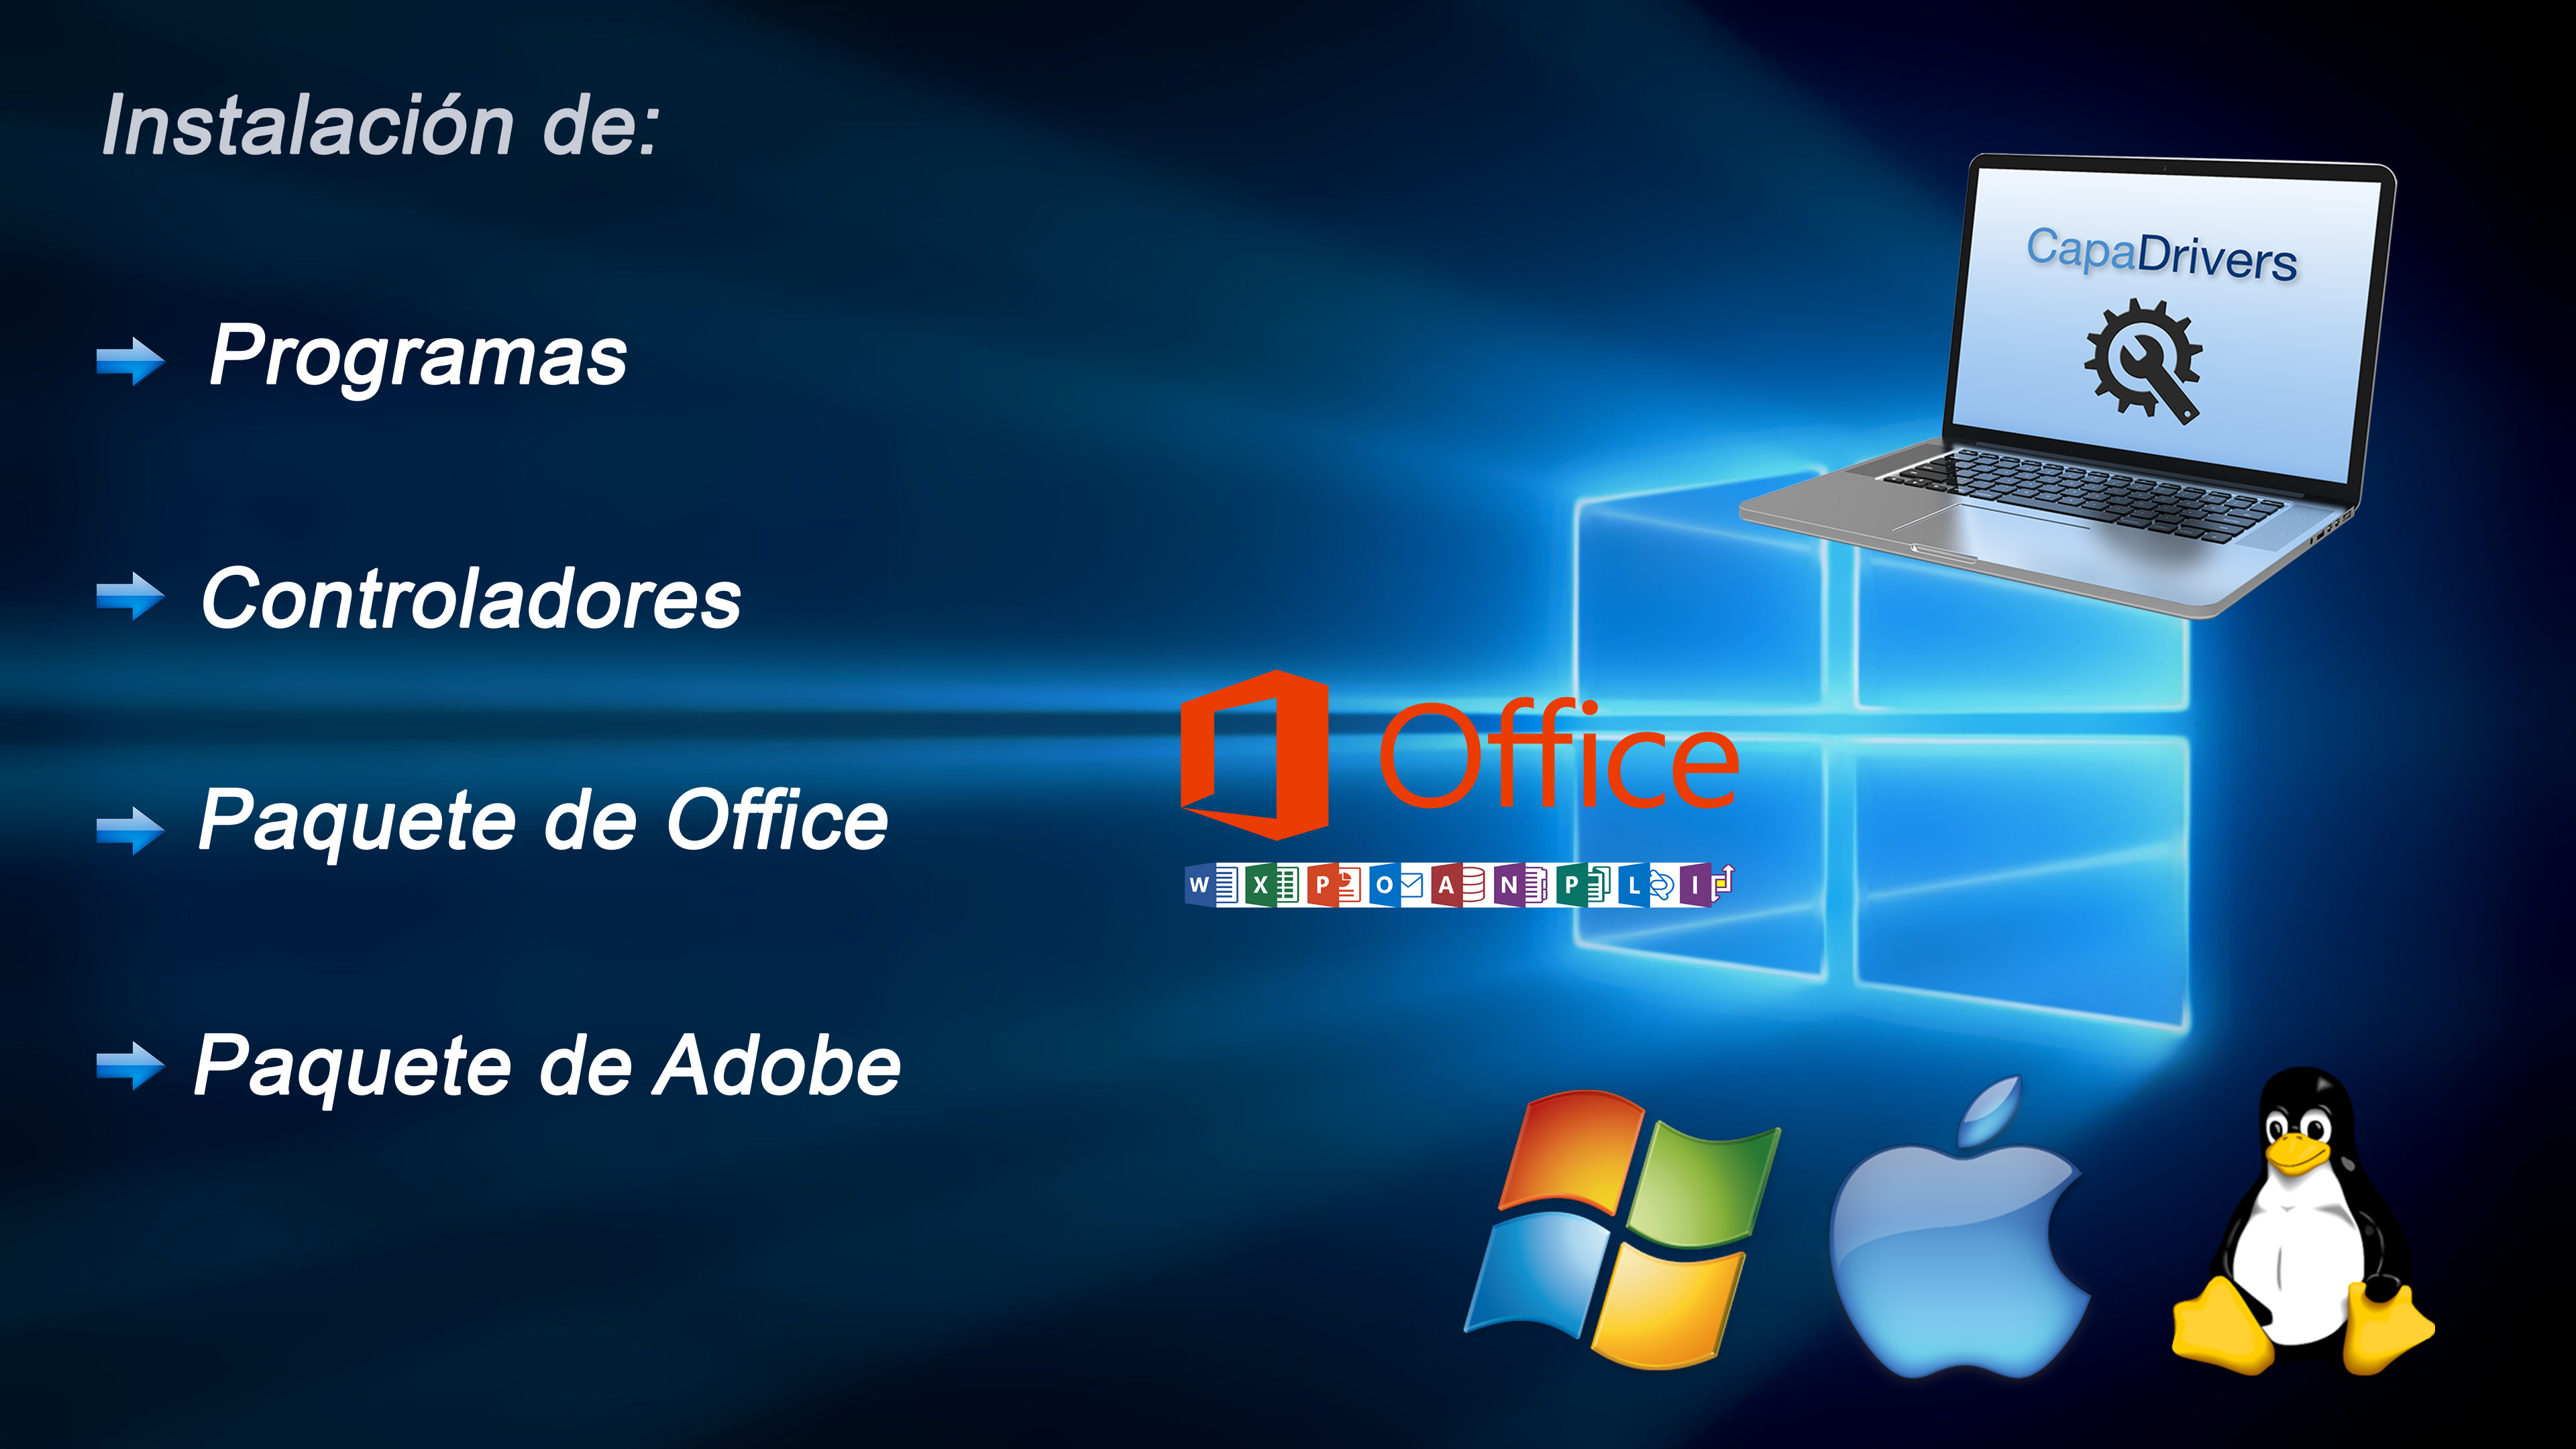 Instalación de:
Programas
Controladores
Paquete de Office
Paquete de Adobe
CapaDrivers
Office
W X P O A N P L I